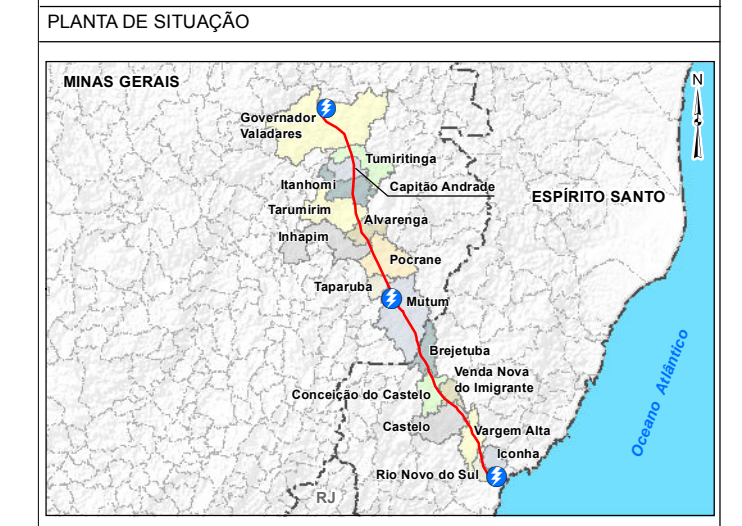 PLANTA DE SITUAÇÃO
MINAS GERAIS
N
Governador
Valadares
Tumiritinga
Itanhomi
Capitão Andrade
ESPÍRITO SANTO
Tarumirim
Alvarenga
Inhapim
Pocrane
Taparuba
Mutum
Brejetuba
Venda Nova
do Imigrante
Conceição do Castelo
Castelo
Vargem Alta
Iconha
Rio Novo do Sul
RJ
Oceano Atlântico